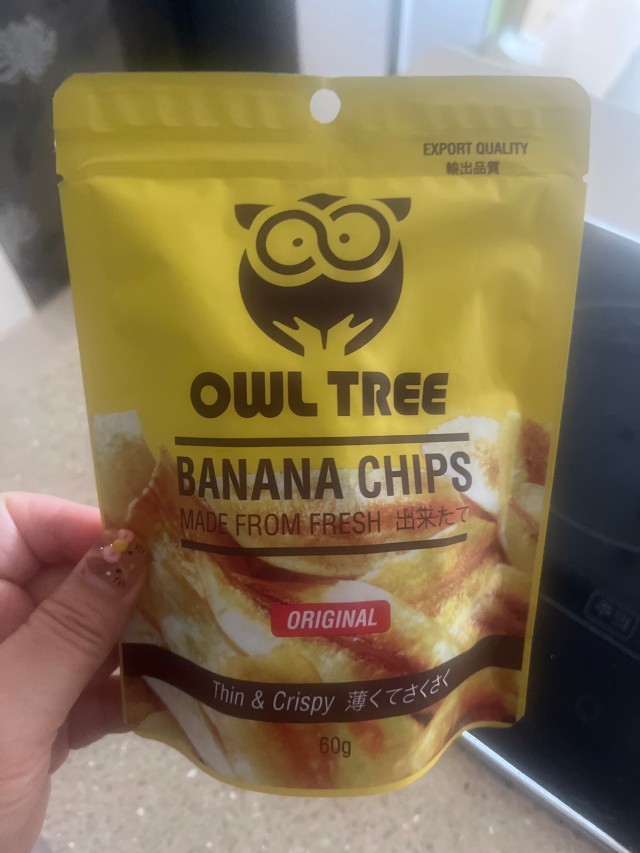 EXPORT QUALITY
輸出品質
OWL TREE
BANANA CHIPS
MADE FROM FRESH 出来たて
ORIGINAL
Thin & Crispy 薄くてさくさく
60g